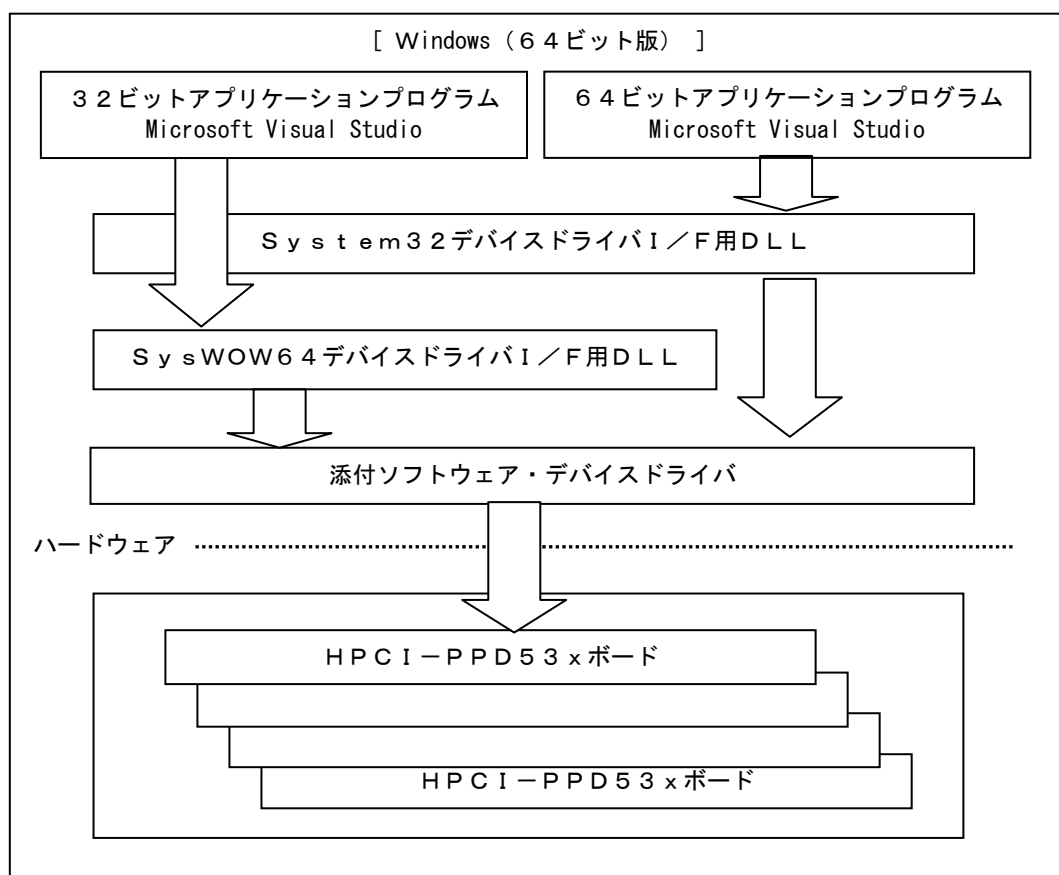 [ Windows（６４ビット版） ]
３２ビットアプリケーションプログラム
Microsoft Visual Studio
６４ビットアプリケーションプログラム
Microsoft Visual Studio
Ｓｙｓｔｅｍ３２デバイスドライバＩ／Ｆ用ＤＬＬ
ＳｙｓＷＯＷ６４デバイスドライバＩ／Ｆ用ＤＬＬ
添付ソフトウェア・デバイスドライバ
ハードウェア
ＨＰＣＩ－ＰＰＤ５３ｘボード
ＨＰＣＩ－ＰＰＤ５３ｘボード